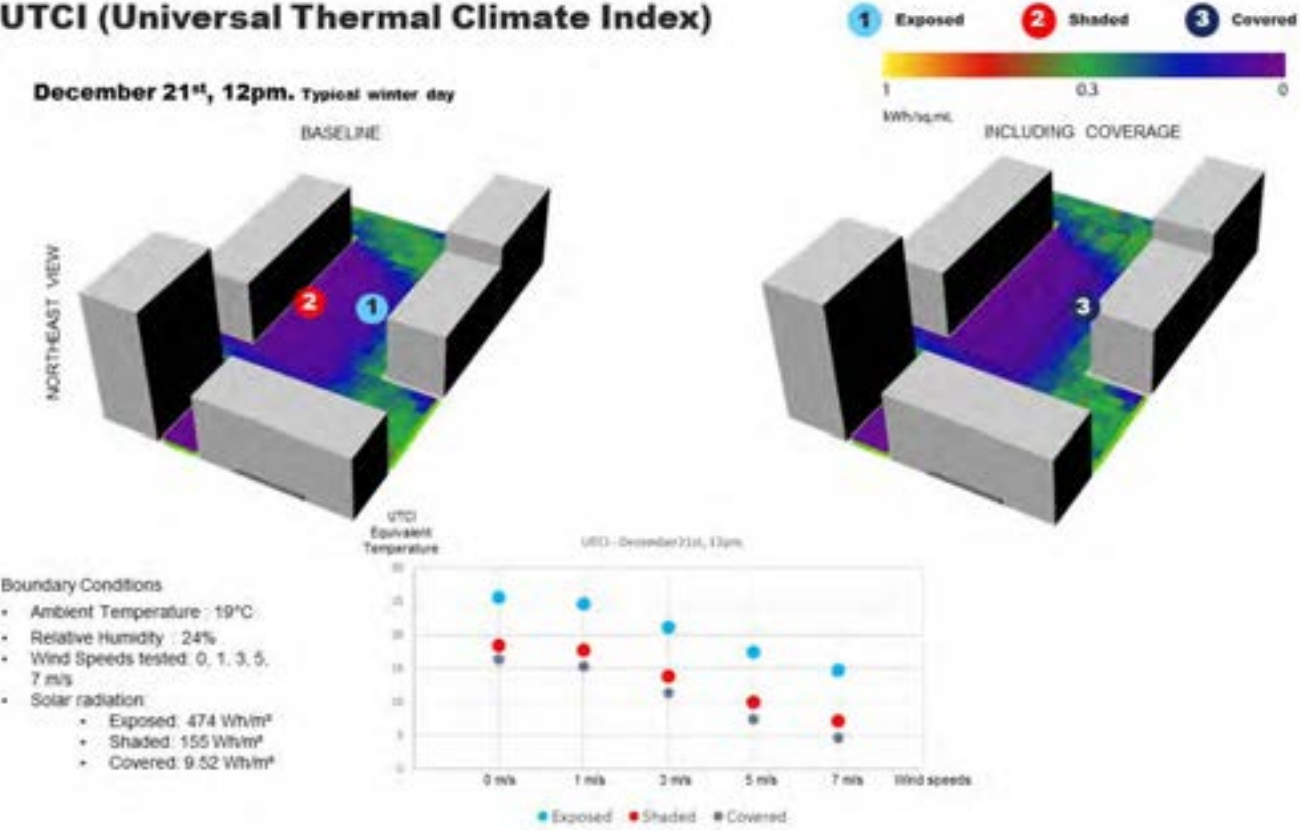 UTCI (Universal Thermal Climate Index)
1 Exposed 2 Shaded 3 Covered
1 0.3 0
December 21st, 12pm. Typical winter day
BASELINE
INCLUDING COVERAGE
NORTHEAST VIEW
2 1
3
UTCI
Equivalent
Temperature
UTCI - December 21st, 12pm.
Boundary Conditions
• Ambient Temperature : 19°C
• Relative Humidity : 24%
• Wind Speeds tested: 0, 1, 3, 5,
7 m/s
• Solar radiation:
• Exposed: 474 Wh/m²
• Shaded: 155 Wh/m²
• Covered: 9.52 Wh/m²
30
25
20
15
10
5
0
0 m/s 1 m/s 3 m/s 5 m/s 7 m/s Wind speeds
Exposed Shaded Covered